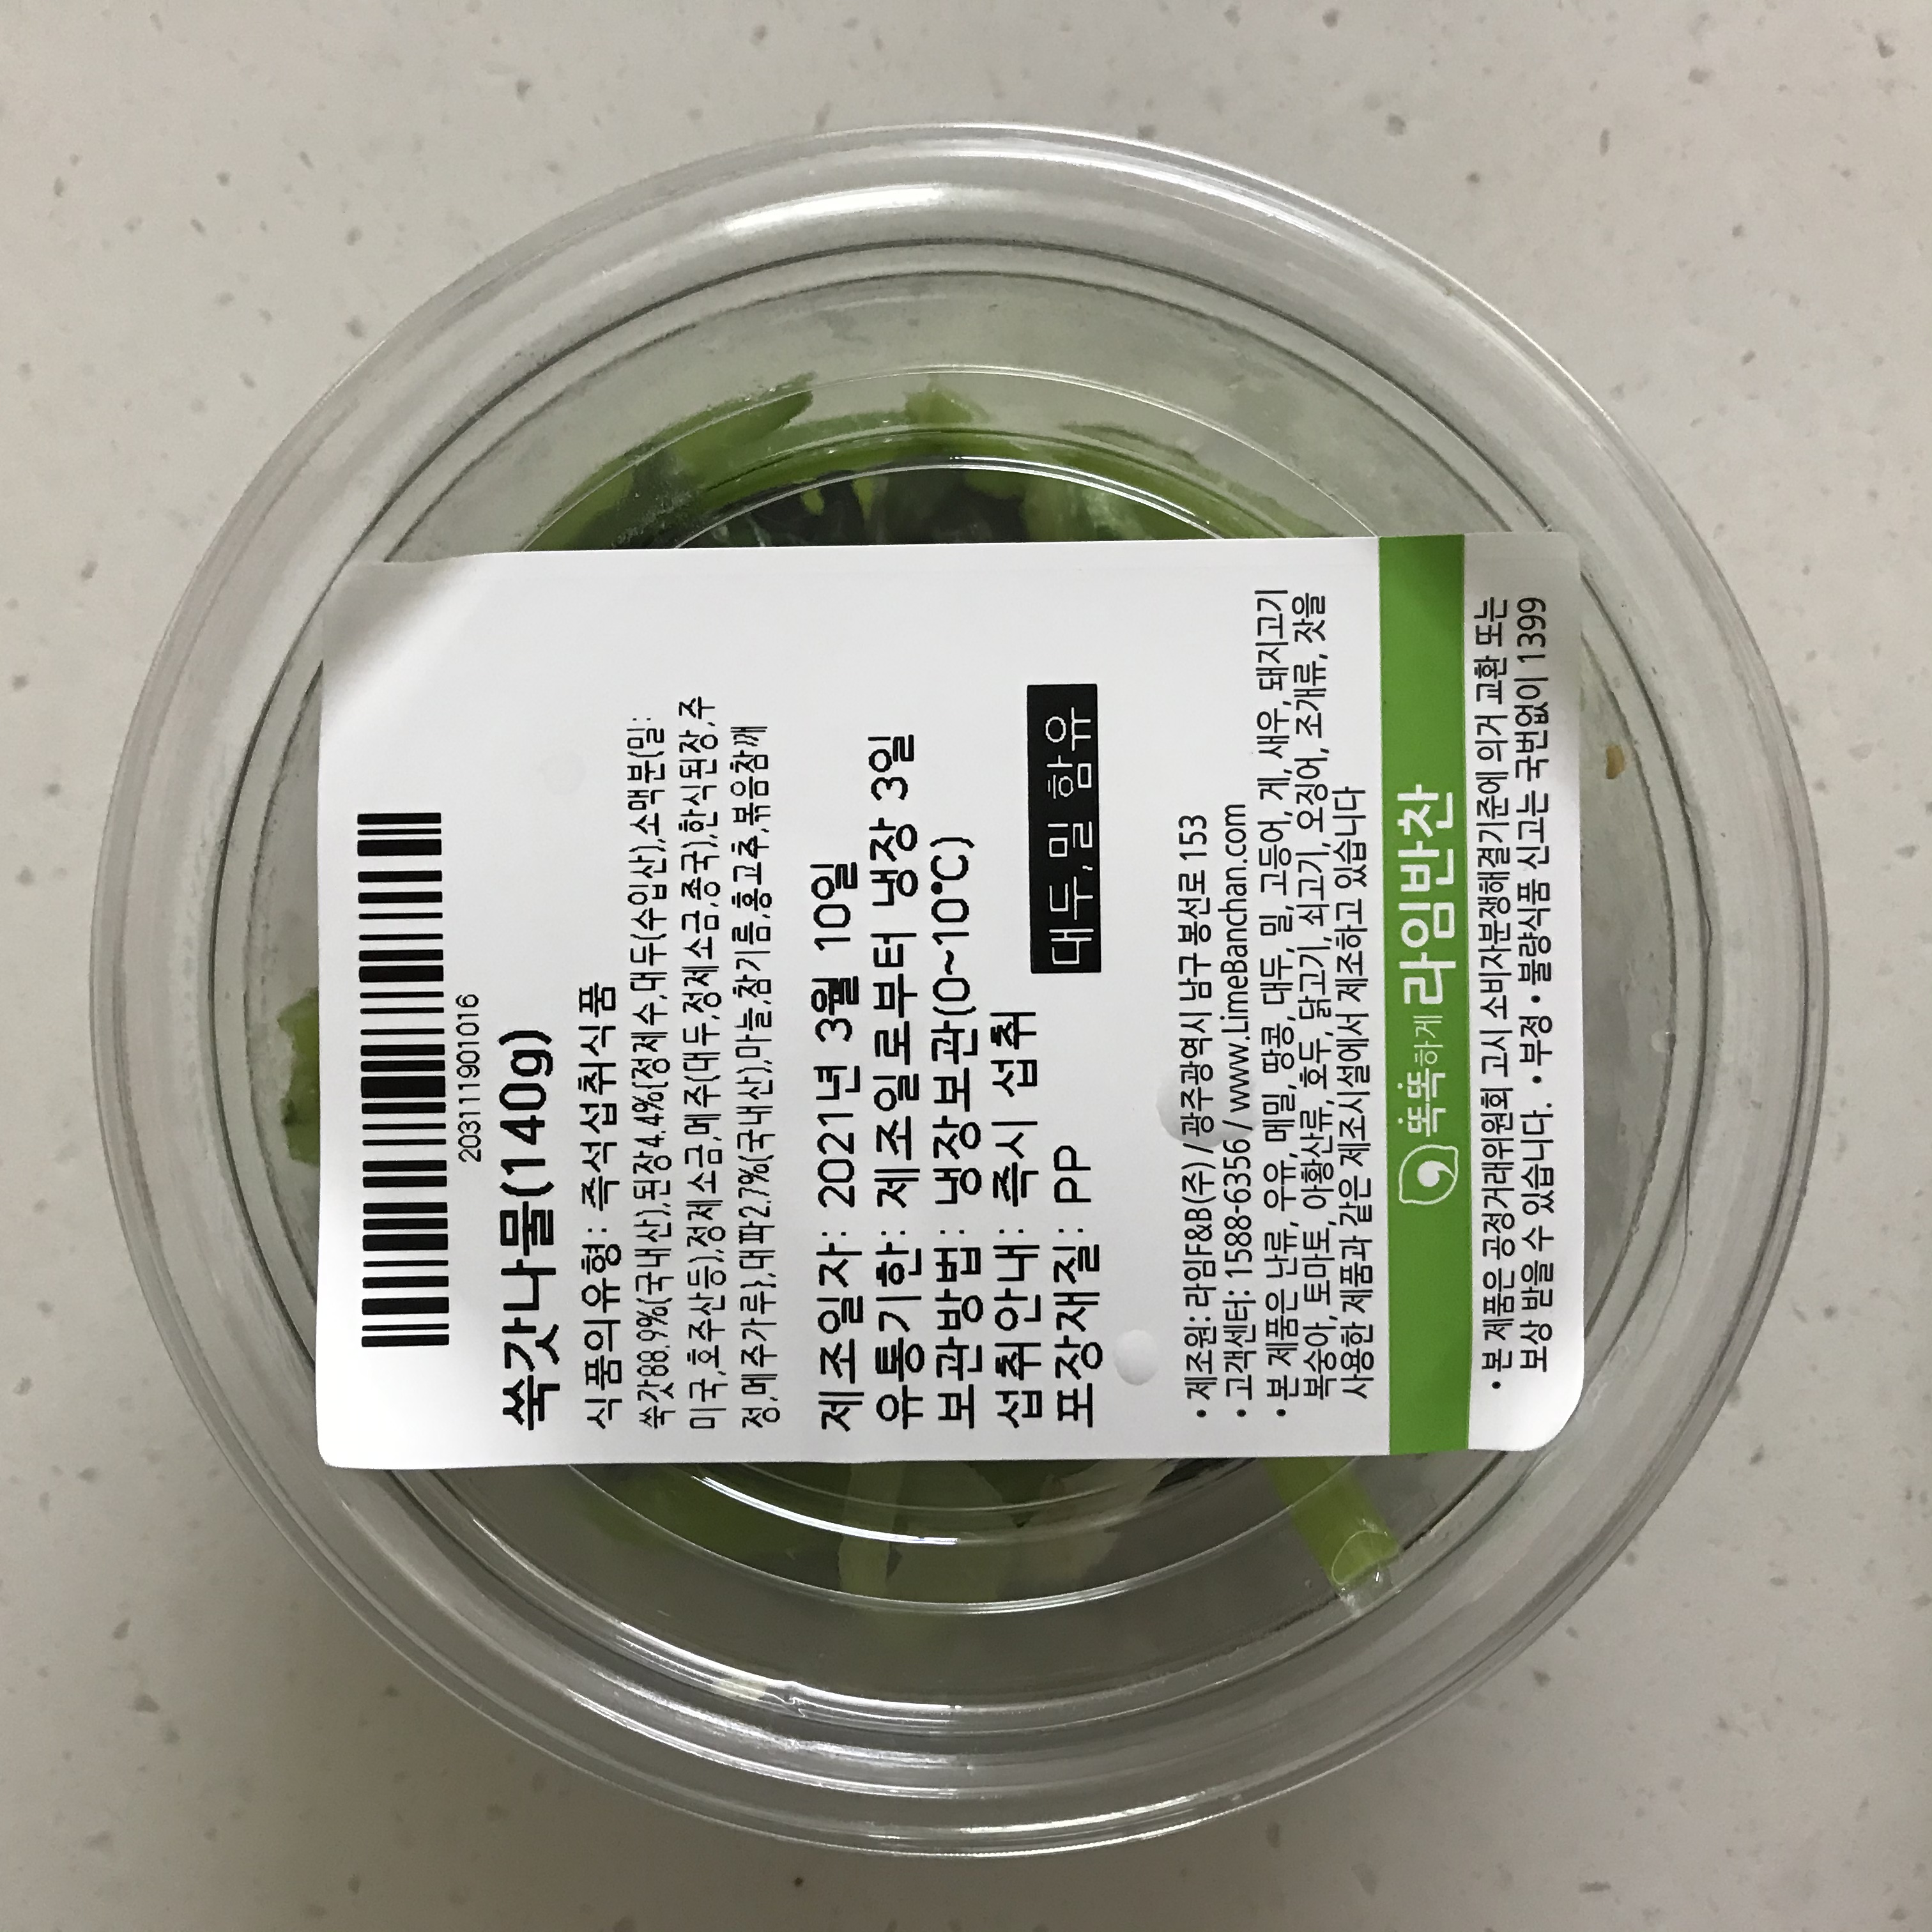 203111901016
쑥갓나물(140g)
식품의유형: 즉석섭취식품
쑥갓88.9%(국내산),된장4.4%{정제수,대두(수입산),소맥분(밀:
미국,호주산등),정제소금,메주(대두,정제소금,종국),한식된장,주
정,메주가루},대파2.7%(국내산),마늘,참기름,홍고추,볶음참깨
제조일자: 2021년 3월 10일
유통기한: 제조일로부터 냉장 3일
보관방법: 냉장보관(0~10℃)
섭취안내: 즉시 섭취
포장재질: PP
대두,밀 함유
• 제조원: 라임F&B(주) / 광주광역시 남구 봉선로 153
• 고객센터: 1588-6356 / www.LimeBanchan.com
• 본 제품은 난류, 우유, 메밀, 땅콩, 대두, 밀, 고등어, 게, 새우, 돼지고기
복숭아, 토마토, 아황산류, 호두, 닭고기, 쇠고기, 오징어, 조개류, 잣을
사용한 제품과 같은 제조시설에서 제조하고 있습니다
똑똑하게 라임반찬
• 본 제품은 공정거래위원회 고시 소비자분쟁해결기준에 의거 교환 또는
보상 받을 수 있습니다. • 부정 • 불량식품 신고는 국번없이 1399